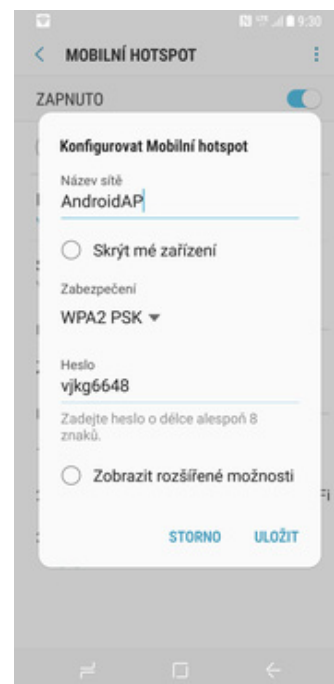 9:30
MOBILNÍ HOTSPOT
ZAPNUTO
Konfigurovat Mobilní hotspot
Název sítě
AndroidAP
Skrýt mé zařízení
Zabezpečení
WPA2 PSK
Heslo
vjkg6648
Zadejte heslo o délce alespoň 8
znaků.
Zobrazit rozšířené možnosti
STORNO ULOŽIT